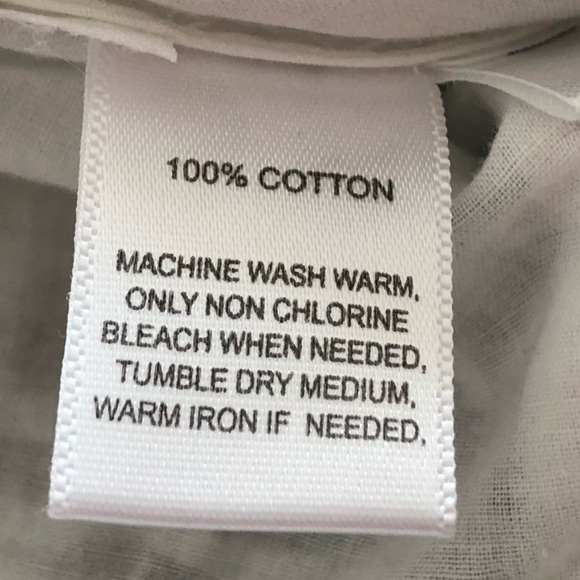 100% COTTON
MACHINE WASH WARM,
ONLY NON CHLORINE
BLEACH WHEN NEEDED,
TUMBLE DRY MEDIUM,
WARM IRON IF NEEDED,